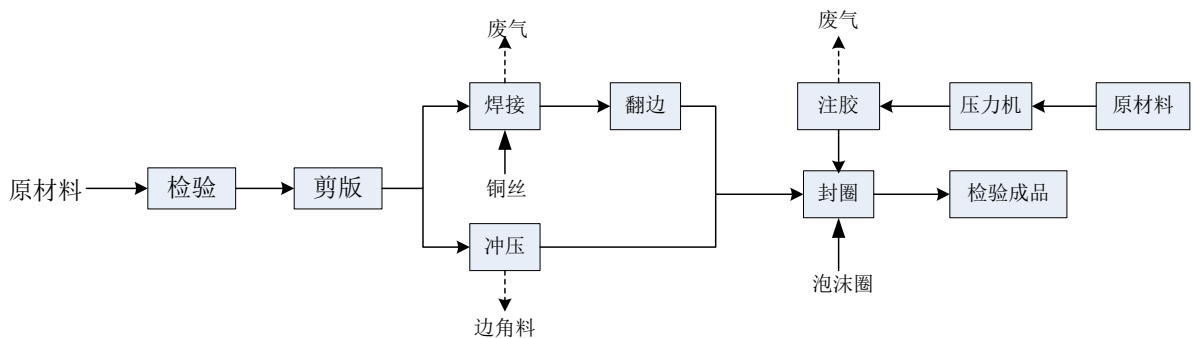 废气
废气
焊接
翻边
注胶
压力机
原材料
原材料
检验
剪版
铜丝
封圈
检验成品
冲压
泡沫圈
边角料